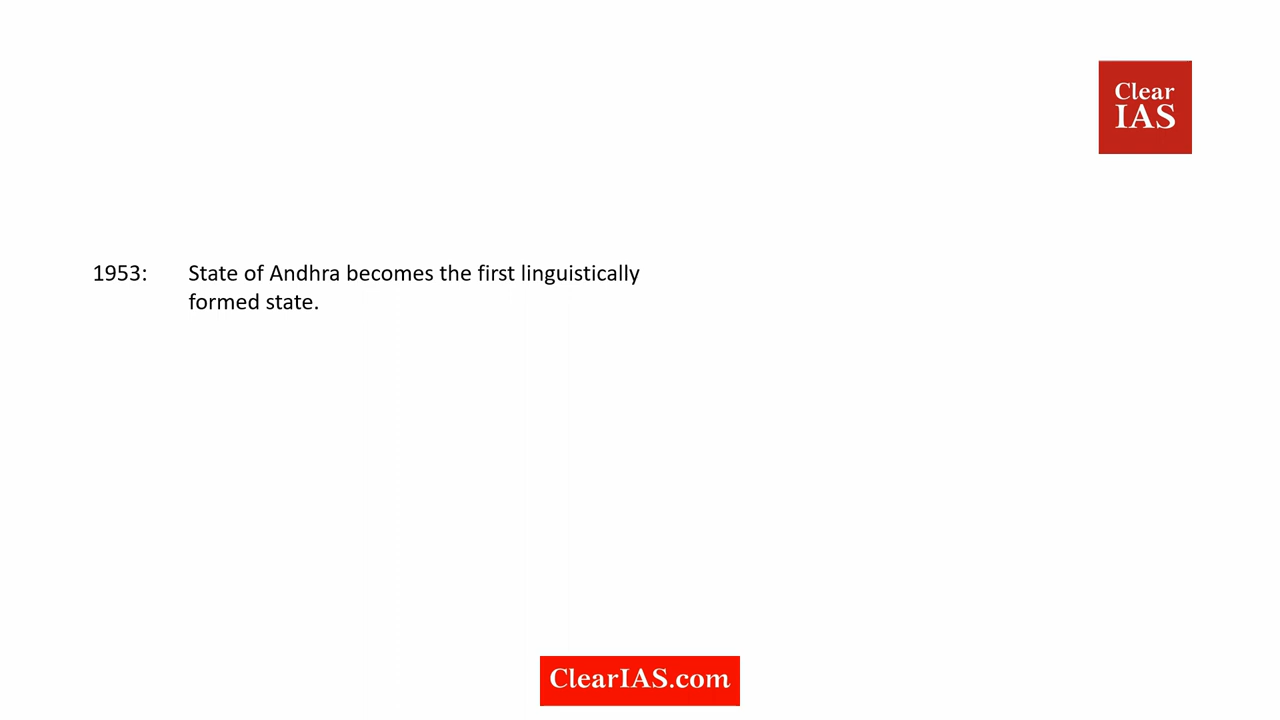 Clear
IAS
1953: State of Andhra becomes the first linguistically
formed state.
ClearIAS.com